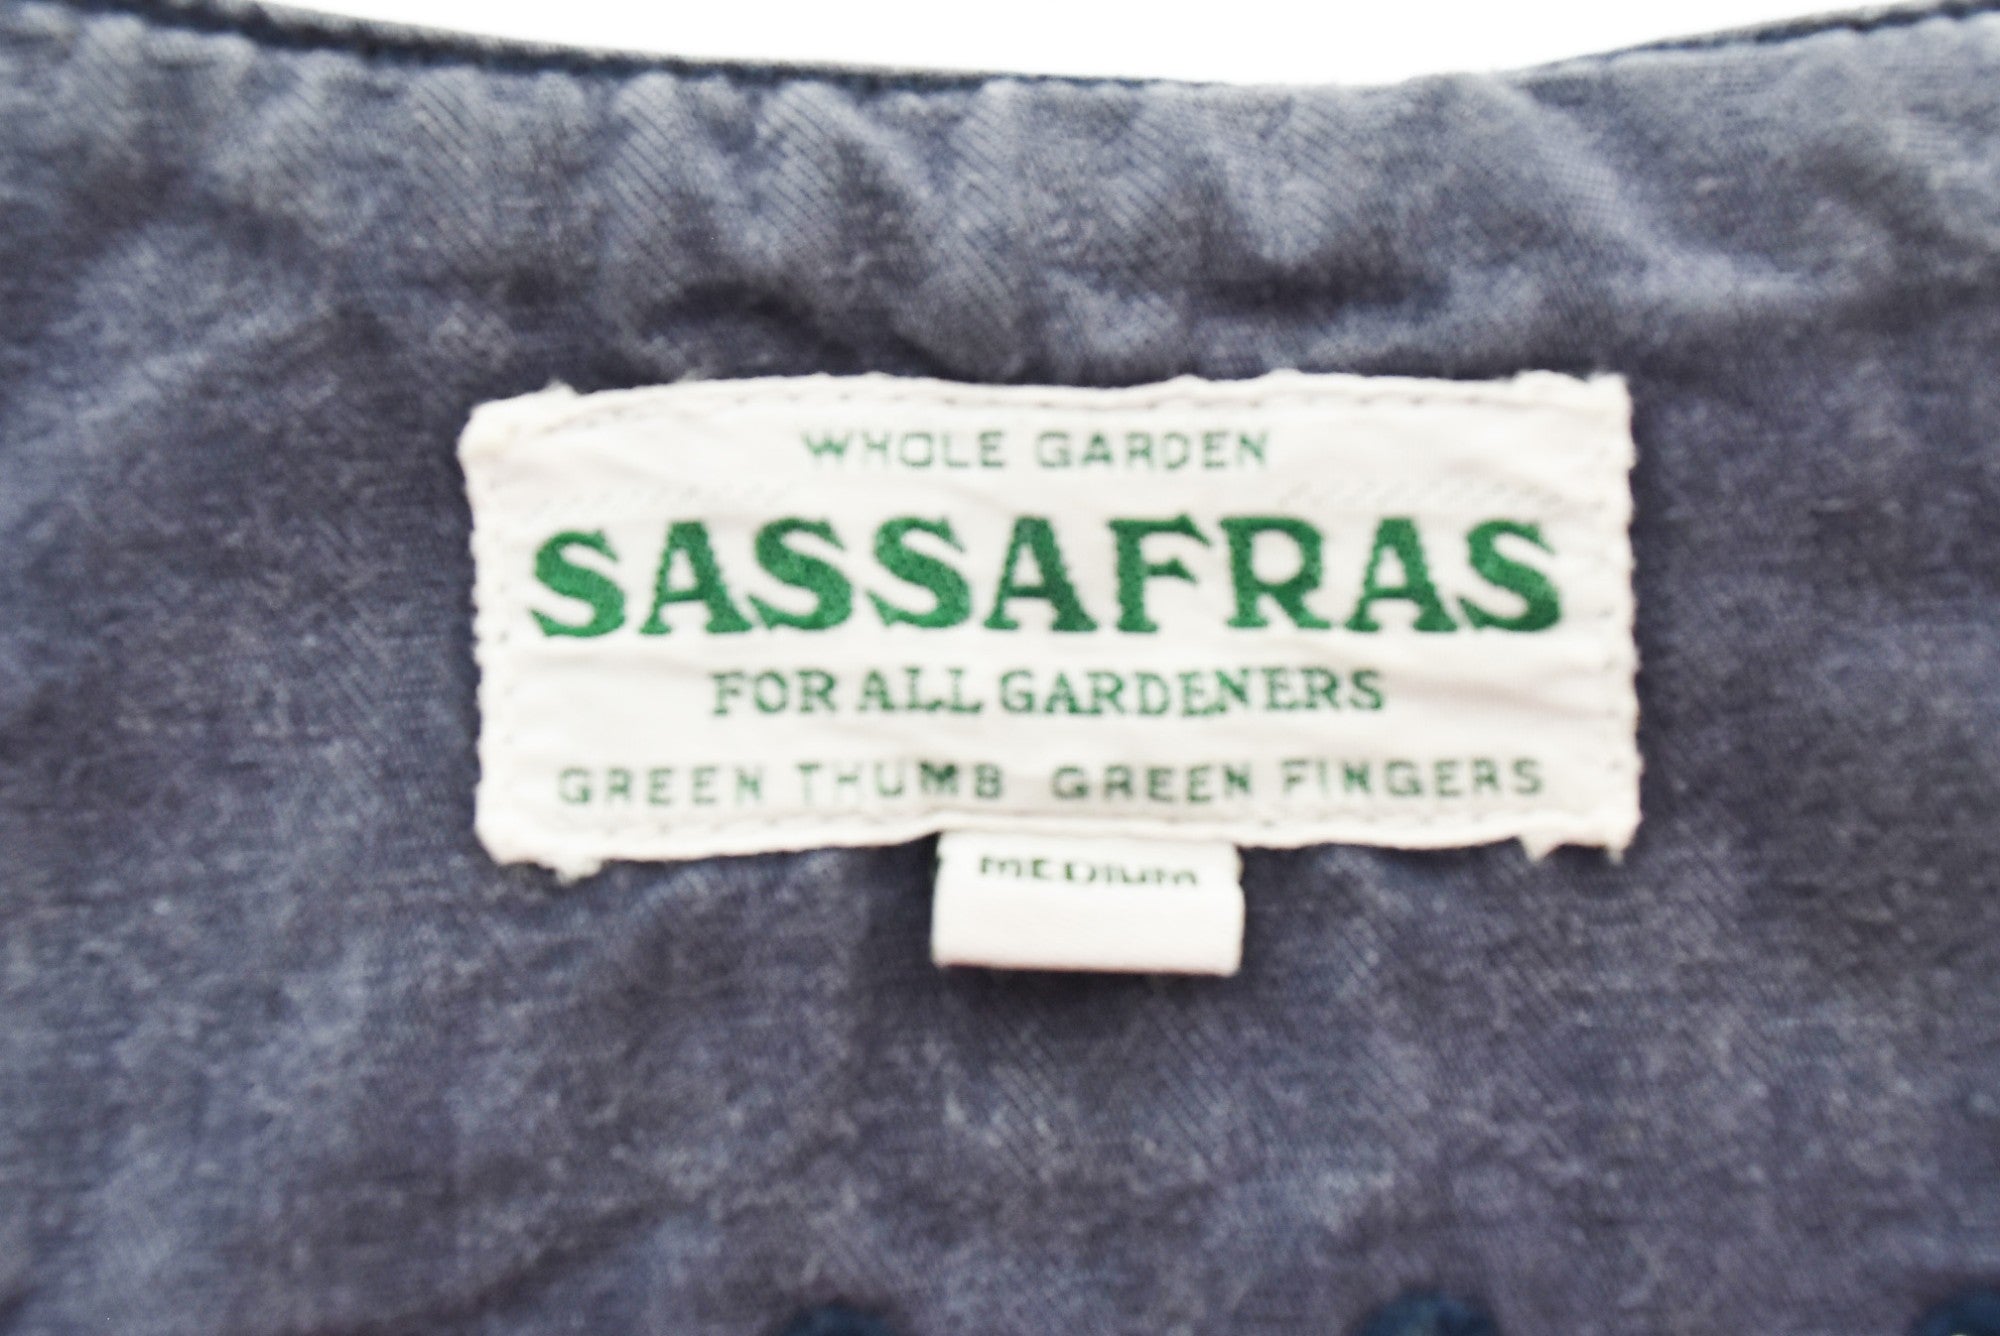 WHOLE GARDEN
SASSAFRAS
FOR ALL GARDENERS
GREEN THUMB GREEN FINGERS
MEDIUM